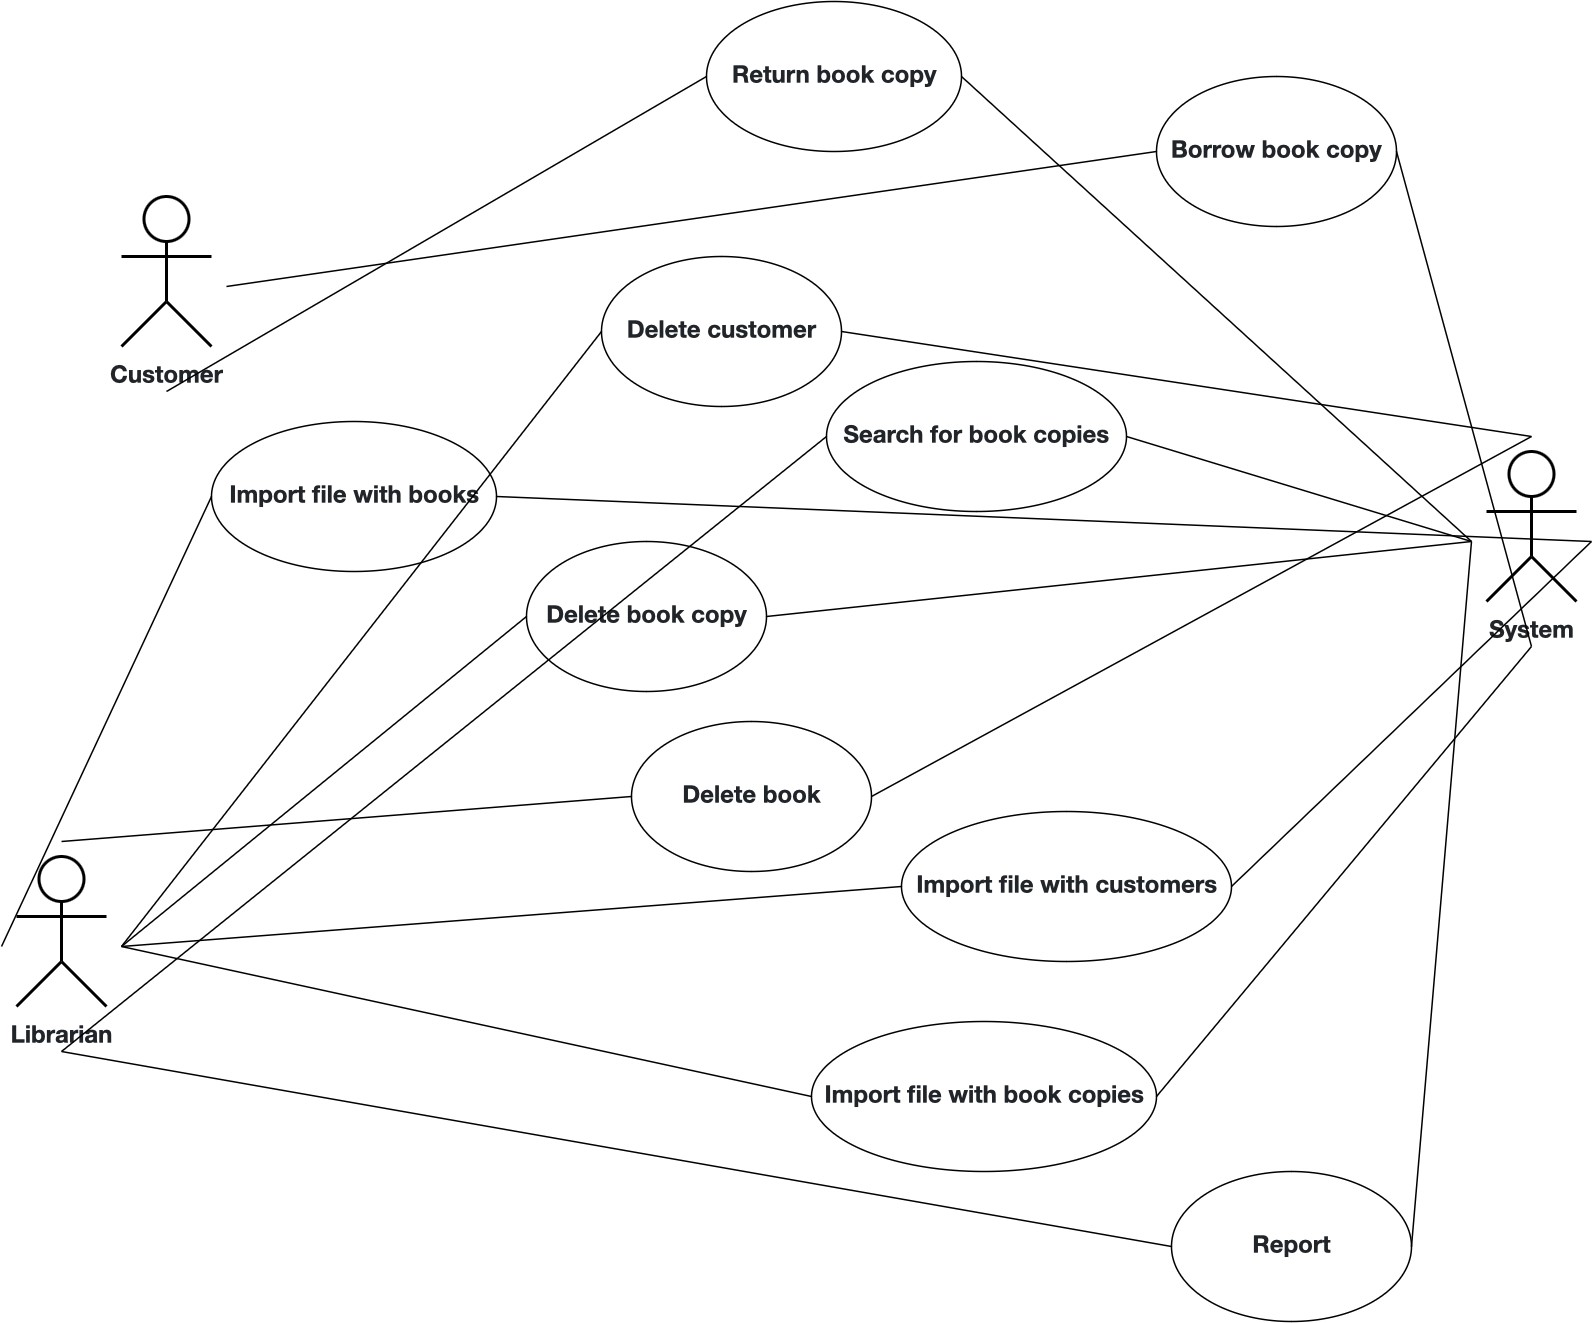 Return book copy
Borrow book copy
Customer
Delete customer
Search for book copies
Import file with books
Delete book copy
System
Delete book
Import file with customers
Librarian
Import file with book copies
Report